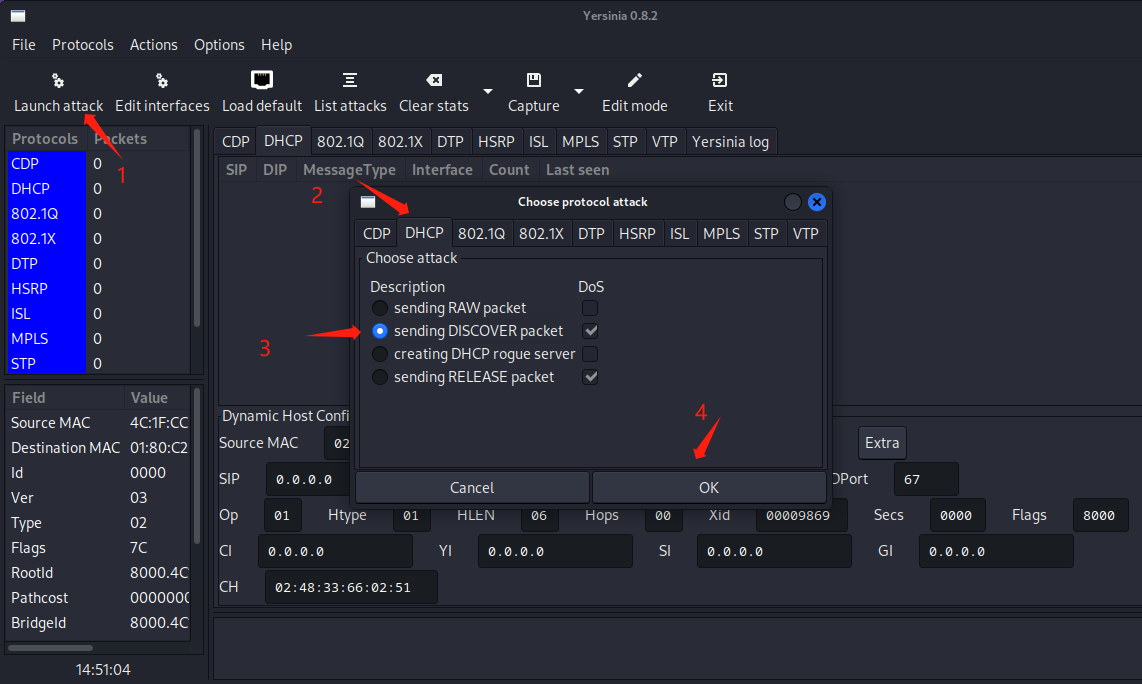 Yersinia 0.8.2
File Protocols Actions Options Help
Launch attack Edit interfaces Load default List attacks Clear stats Capture Edit mode Exit
Protocols Packets
CDP 0
DHCP 0
802.1Q 0
802.1X 0
DTP 0
HSRP 0
ISL 0
MPLS 0
STP 0
1
CDP DHCP 802.1Q 802.1X DTP HSRP ISL MPLS STP VTP Yersinia log
SIP DIP MessageType Interface Count Last seen
2
Choose protocol attack
CDP DHCP 802.1Q 802.1X DTP HSRP ISL MPLS STP VTP
Choose attack
Description DoS
sending RAW packet
sending DISCOVER packet
creating DHCP rogue server
sending RELEASE packet
3
4
Cancel OK
Field Value
Source MAC 4C:1F:CC
Destination MAC 01:80:C2
Id 0000
Ver 03
Type 02
Flags 7C
RootId 8000.4C
Pathcost 0000000
BridgeId 8000.4C
14:51:04
Dynamic Host Confi
Source MAC 02 Extra
SIP 0.0.0.0 DPort 67
Op 01 Htype 01 HLEN 06 Hops 00 Xid 00009869 Secs 0000 Flags 8000
CI 0.0.0.0 YI 0.0.0.0 SI 0.0.0.0 GI 0.0.0.0
CH 02:48:33:66:02:51